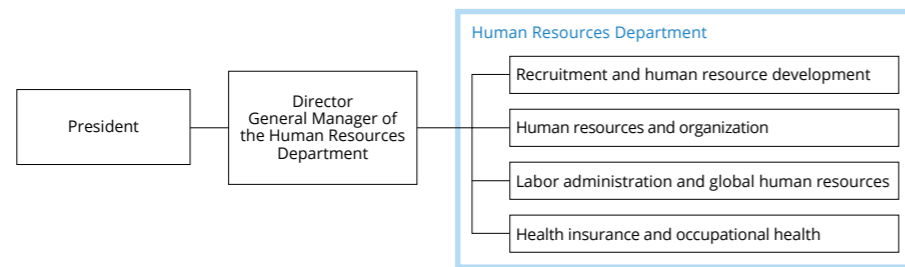 President
Director
General Manager of
the Human Resources
Department
Human Resources Department
Recruitment and human resource development
Human resources and organization
Labor administration and global human resources
Health insurance and occupational health